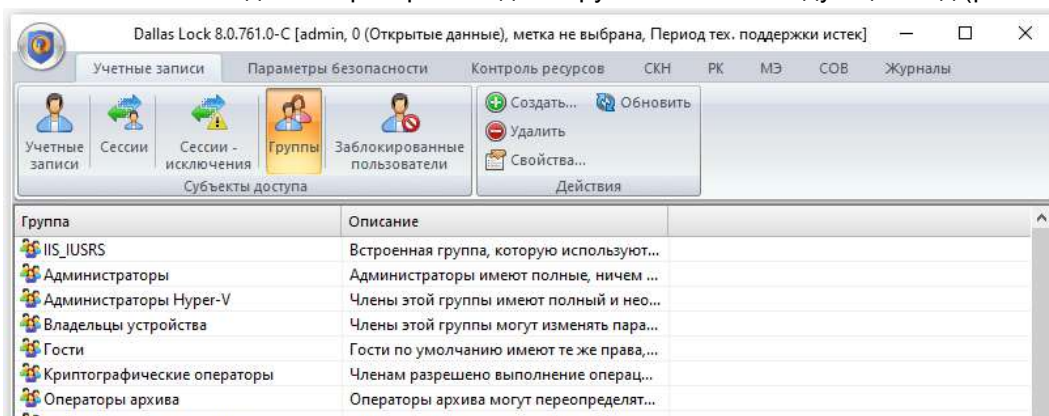 Dallas Lock 8.0.761.0-C [admin, 0 (Открытые данные), метка не выбрана, Период тех. поддержки истек]
Учетные записи Параметры безопасности Контроль ресурсов СКН РК МЭ СОВ Журналы
Учетные записи
Сессии
Сессии - исключения
Группы
Заблокированные пользователи
Создать... Обновить
Удалить
Свойства...
Субъекты доступа Действия
Группа Описание
IIS_IUSRS Встроенная группа, которую используют...
Администраторы Администраторы имеют полные, ничем ...
Администраторы Hyper-V Члены этой группы имеют полный и нео...
Владельцы устройства Члены этой группы могут изменять пара...
Гости Гости по умолчанию имеют те же права,...
Криптографические операторы Членам разрешено выполнение операц...
Операторы архива Операторы архива могут переопределят...